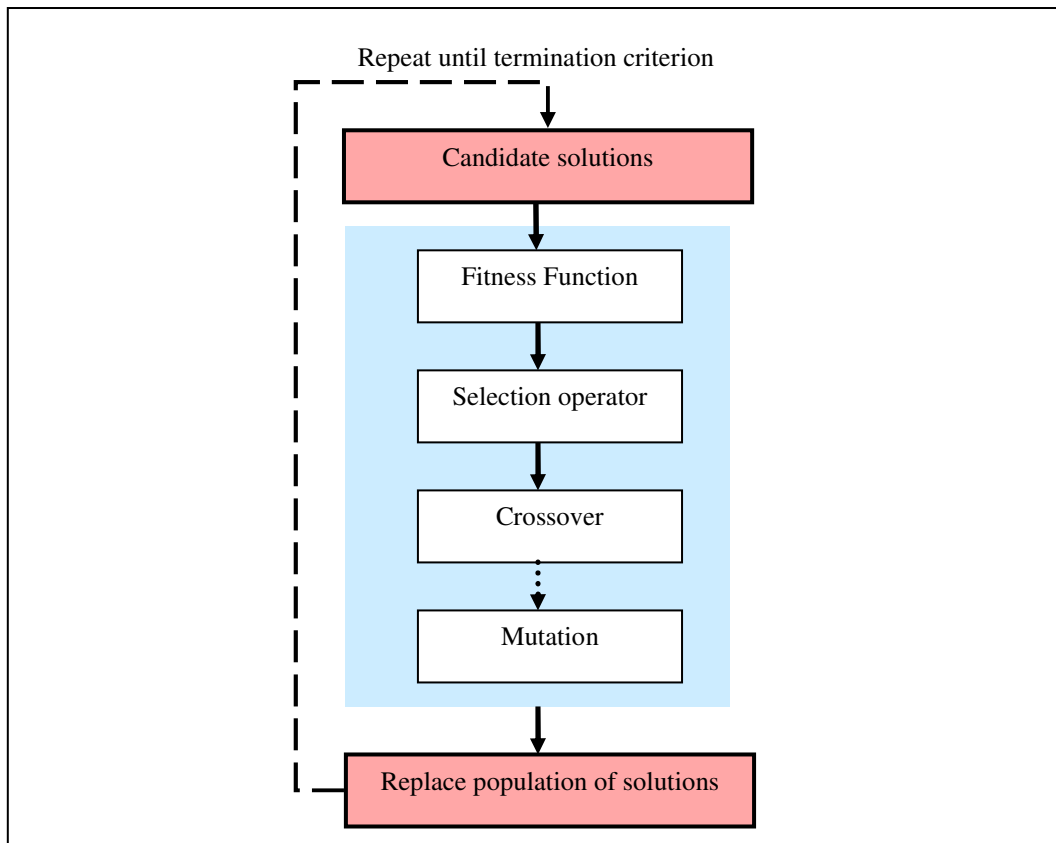 Repeat until termination criterion
Candidate solutions
Fitness Function
Selection operator
Crossover
Mutation
Replace population of solutions